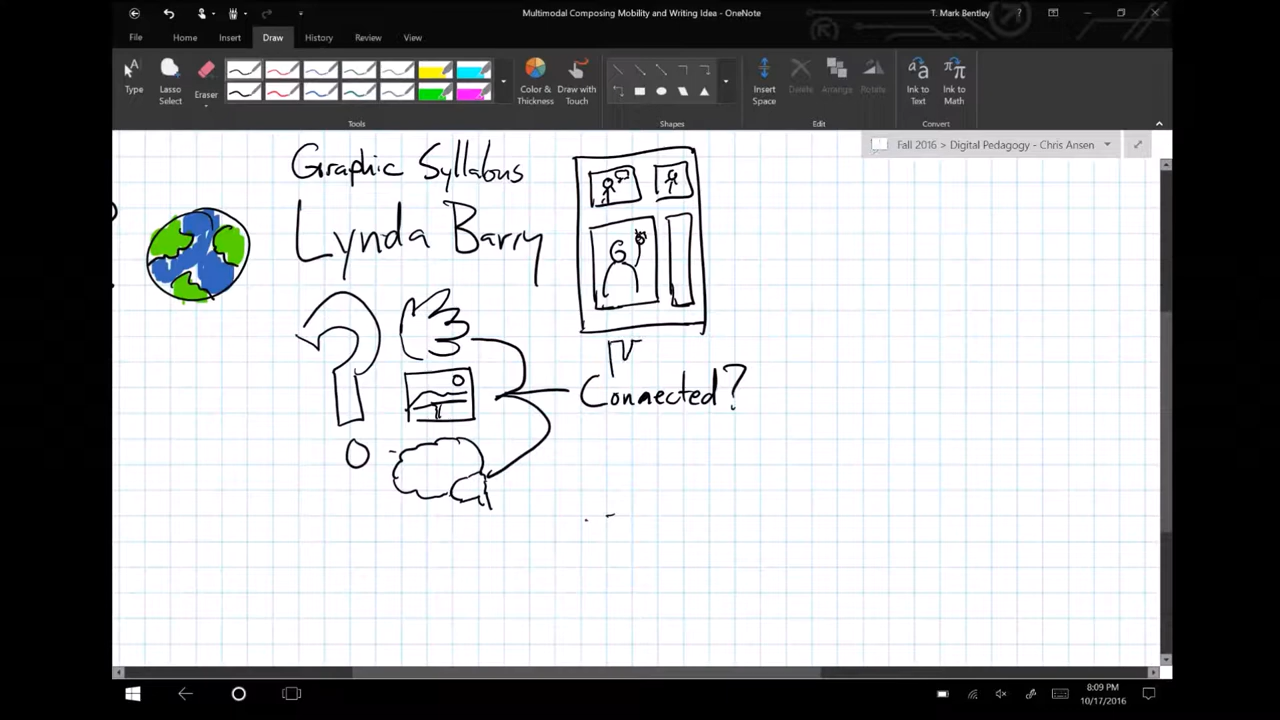 Multimodal Composing Mobility and Writing Idea - OneNote
T. Mark Bentley
?
File
Home
Insert
Draw
History
Review
View
Type
Lasso
Select
Eraser
Color &
Thickness
Draw with
Touch
Insert
Space
Delete
Arrange
Rotate
Ink to
Text
Ink to
Math
Tools
Shapes
Edit
Convert
Fall 2016 > Digital Pedagogy - Chris Ansen
Graphic Syllabus
Lynda Barry
?
Connected?
8:09 PM
10/17/2016